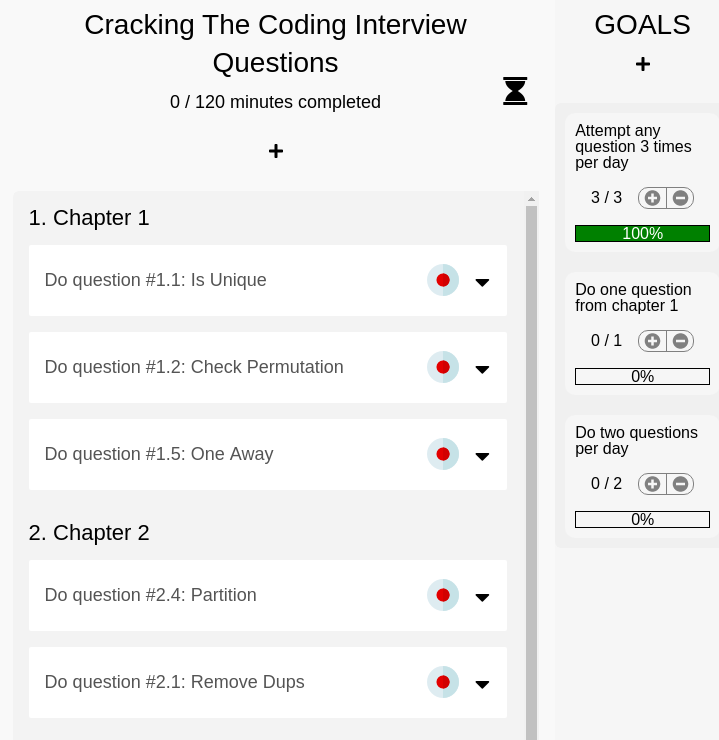 Cracking The Coding Interview
Questions
0 / 120 minutes completed
1. Chapter 1
Do question #1.1: Is Unique
Do question #1.2: Check Permutation
Do question #1.5: One Away
2. Chapter 2
Do question #2.4: Partition
Do question #2.1: Remove Dups
GOALS
Attempt any
question 3 times
per day
3 / 3
100%
Do one question
from chapter 1
0 / 1
0%
Do two questions
per day
0 / 2
0%